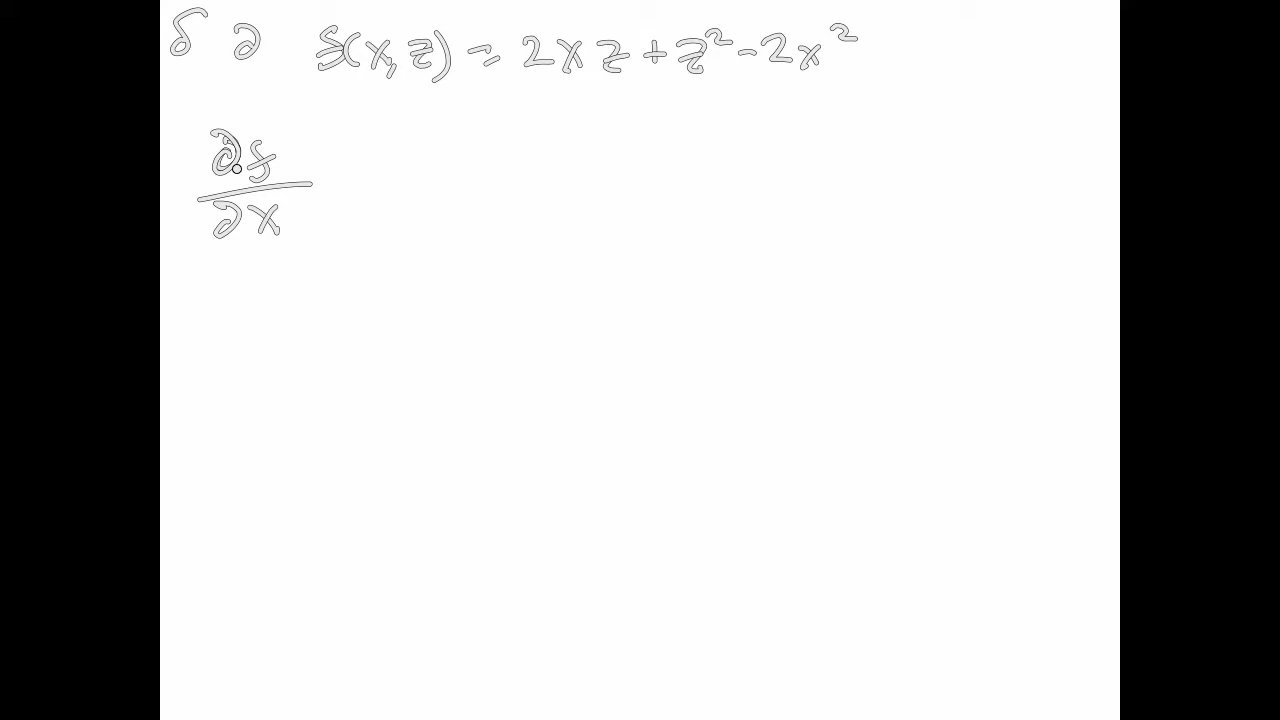 δ ∂ f(x,z) = 2xz + z² - 2x²
∂f
∂x